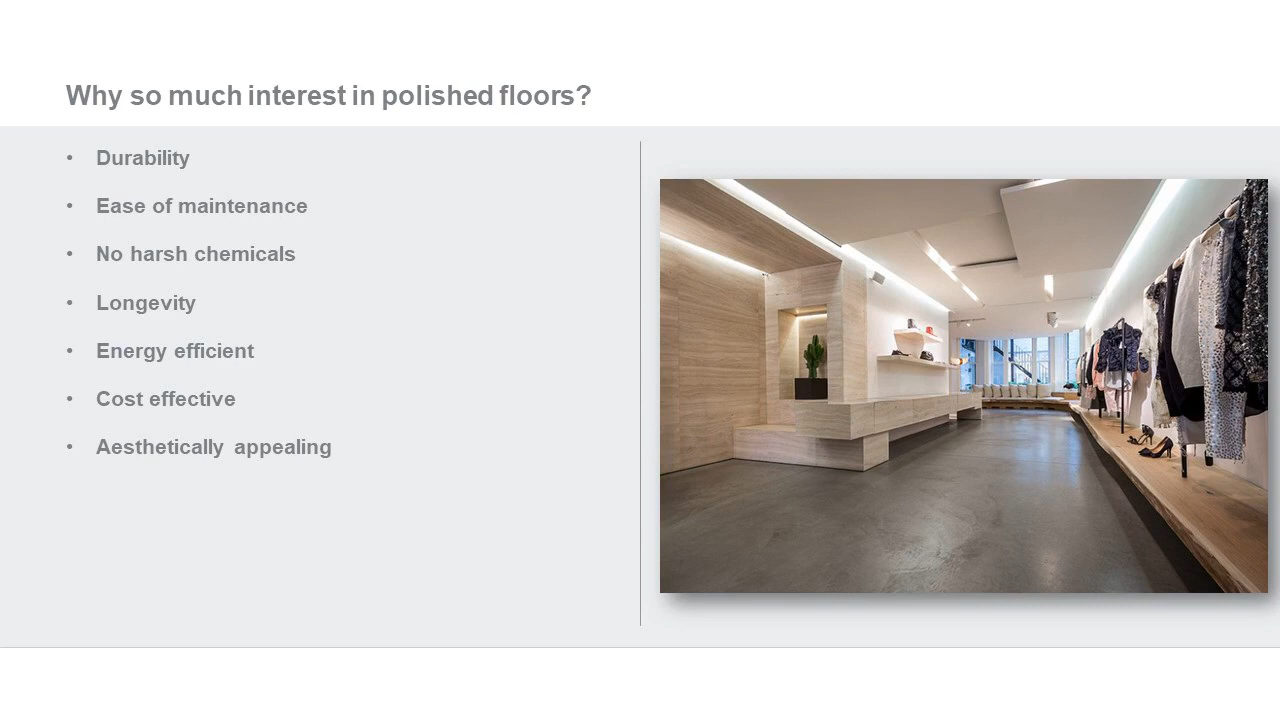 Why so much interest in polished floors?
• Durability
• Ease of maintenance
• No harsh chemicals
• Longevity
• Energy efficient
• Cost effective
• Aesthetically appealing